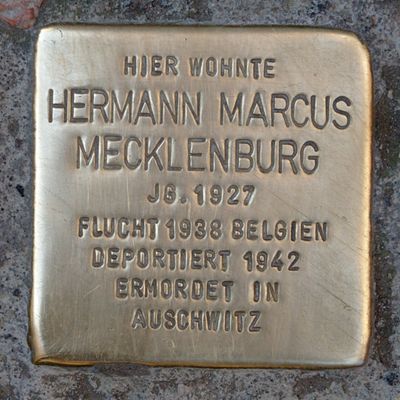 HIER WOHNTE
HERMANN MARCUS
MECKLENBURG
JG. 1927
FLUCHT 1938 BELGIEN
DEPORTIERT 1942
ERMORDET IN
AUSCHWITZ